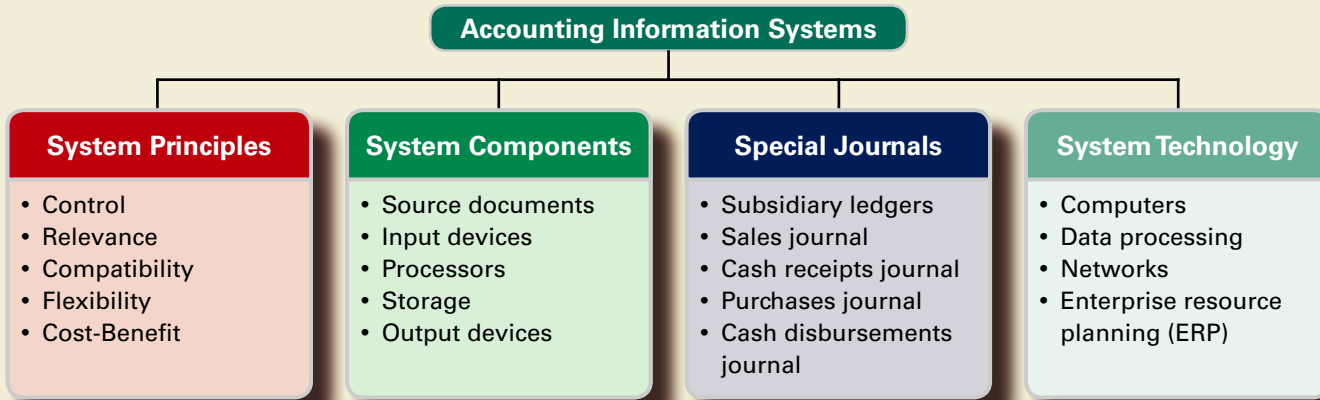 Accounting Information Systems
System Principles
• Control
• Relevance
• Compatibility
• Flexibility
• Cost-Benefit
System Components
• Source documents
• Input devices
• Processors
• Storage
• Output devices
Special Journals
• Subsidiary ledgers
• Sales journal
• Cash receipts journal
• Purchases journal
• Cash disbursements
journal
System Technology
• Computers
• Data processing
• Networks
• Enterprise resource
planning (ERP)